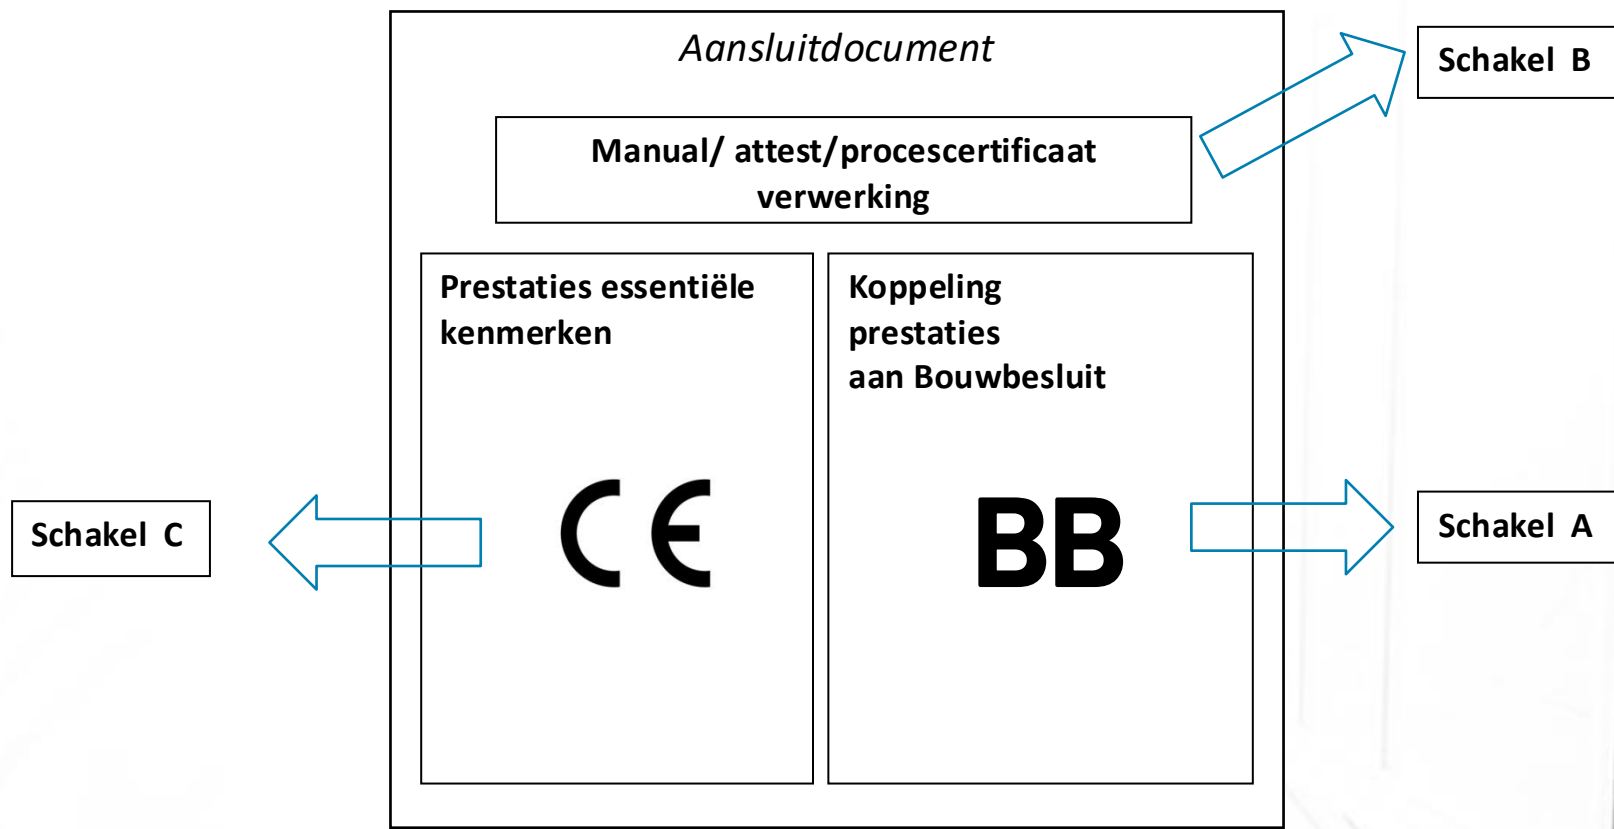 Aansluitdocument
Schakel B
Manual/ attest/procescertificaat
verwerking
Prestaties essentiële
kenmerken
Koppeling
prestaties
aan Bouwbesluit
CE
BB
Schakel C
Schakel A